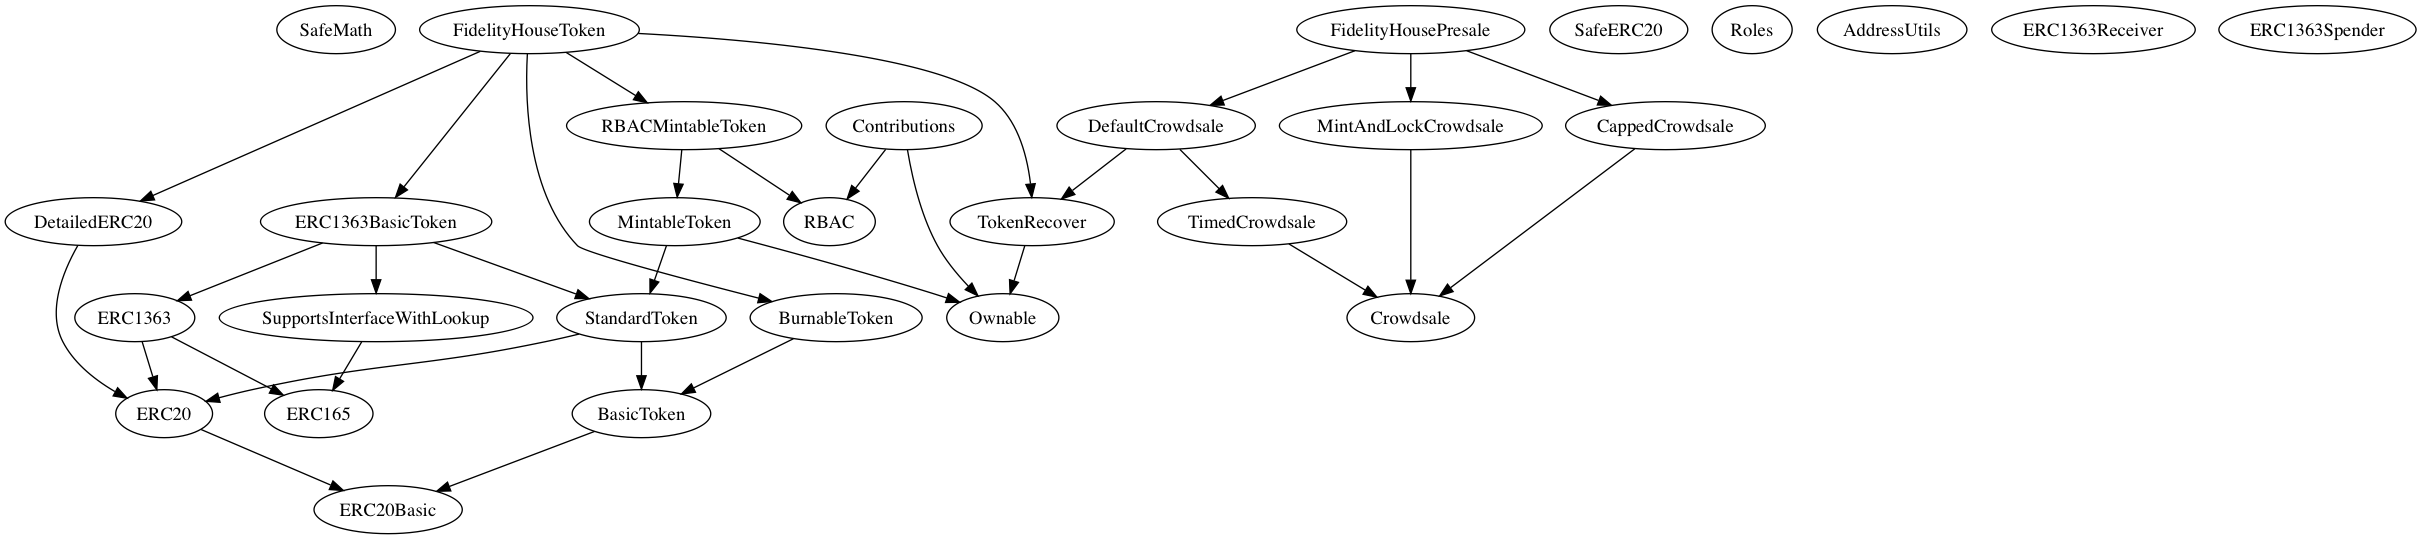 SafeMath
FidelityHouseToken
FidelityHousePresale
SafeERC20
Roles
AddressUtils
ERC1363Receiver
ERC1363Spender
RBACMintableToken
Contributions
DefaultCrowdsale
MintAndLockCrowdsale
CappedCrowdsale
DetailedERC20
ERC1363BasicToken
MintableToken
RBAC
TokenRecover
TimedCrowdsale
ERC1363
SupportsInterfaceWithLookup
StandardToken
BurnableToken
Ownable
Crowdsale
ERC20
ERC165
BasicToken
ERC20Basic